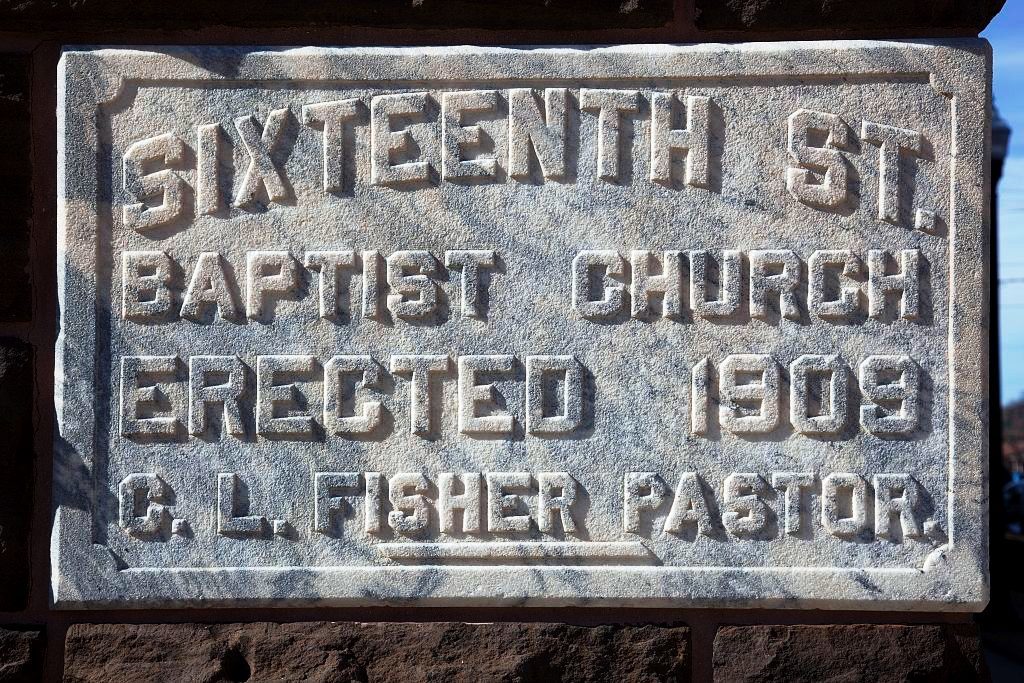 SIXTEENTH ST.
BAPTIST CHURCH
ERECTED 1909
C. L. FISHER PASTOR.